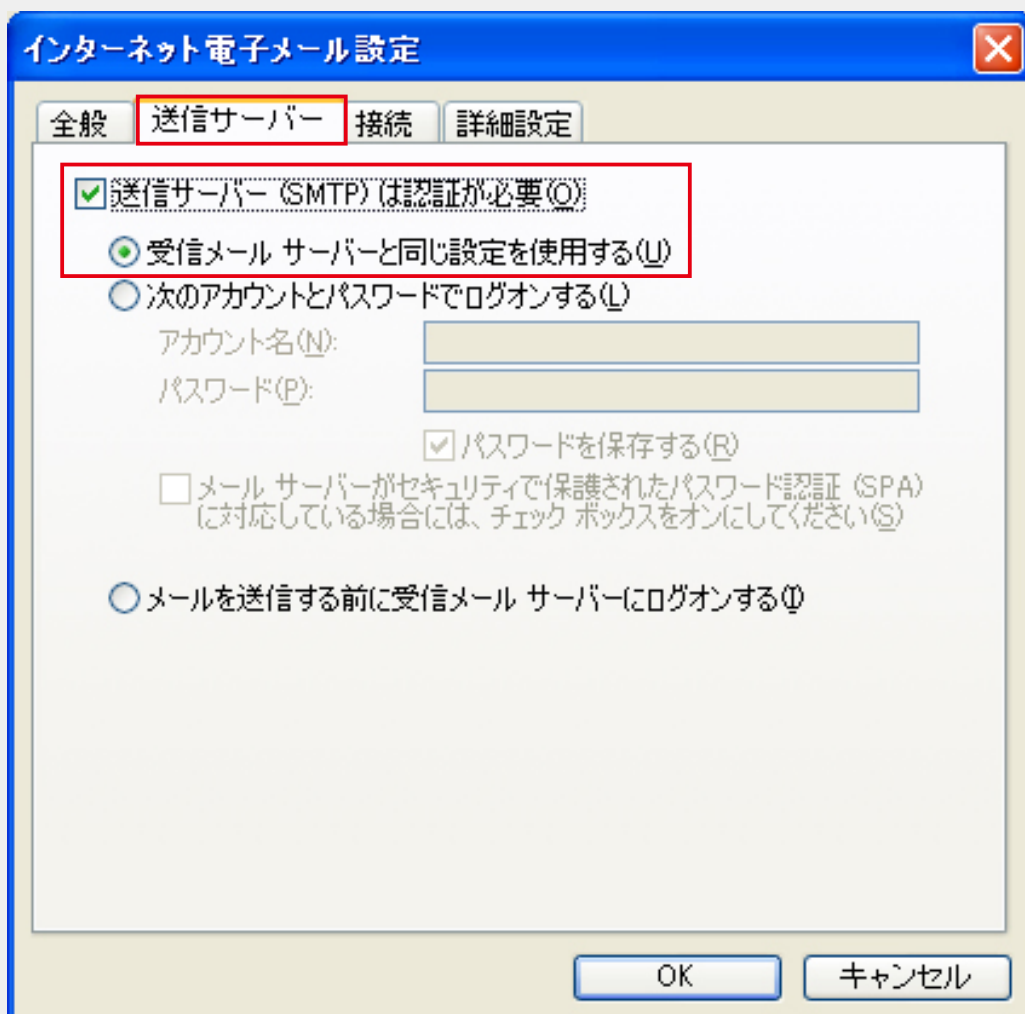 インターネット電子メール設定
全般 送信サーバー 接続 詳細設定
送信サーバー (SMTP) は認証が必要(O)
受信メール サーバーと同じ設定を使用する(U)
次のアカウントとパスワードでログオンする(L)
アカウント名(N):
パスワード(P):
パスワードを保存する(R)
メール サーバーがセキュリティで保護されたパスワード認証 (SPA)
に対応している場合には、チェック ボックスをオンにしてください(S)
メールを送信する前に受信メール サーバーにログオンする(I)
OK キャンセル